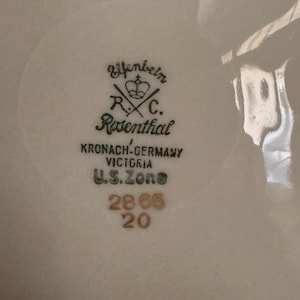 Elfenbein
R. C.
Rosenthal
KRONACH-GERMANY
VICTORIA
U.S.Zone
2865
20